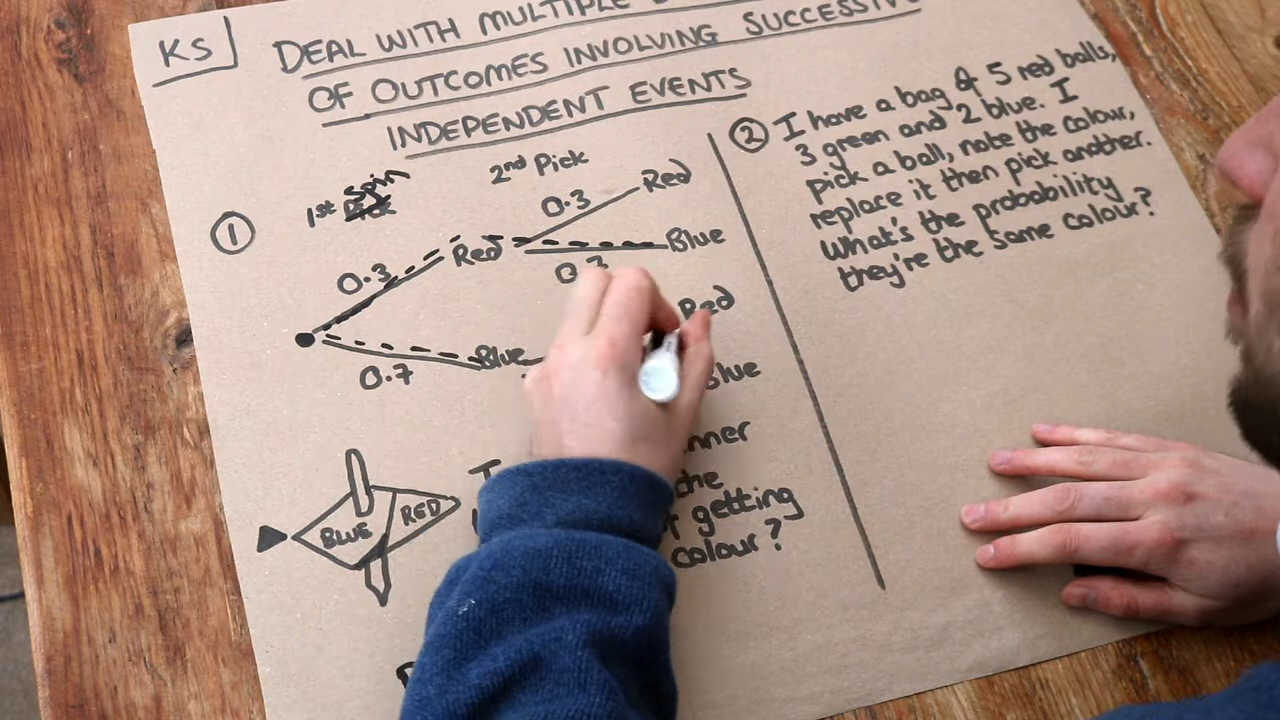 KS
DEAL WITH MULTIPLE
OF OUTCOMES INVOLVING SUCCESSIVE
INDEPENDENT EVENTS
1
1st Spin
2nd Pick
0.3
Red
0.3
Red
Blue
0.7
Blue
Red
Blue
BLUE
RED
the
getting
colour?
2 I have a bag of 5 red balls,
3 green and 2 blue. I
pick a ball, note the colour,
replace it then pick another.
What's the probability
they're the same colour?